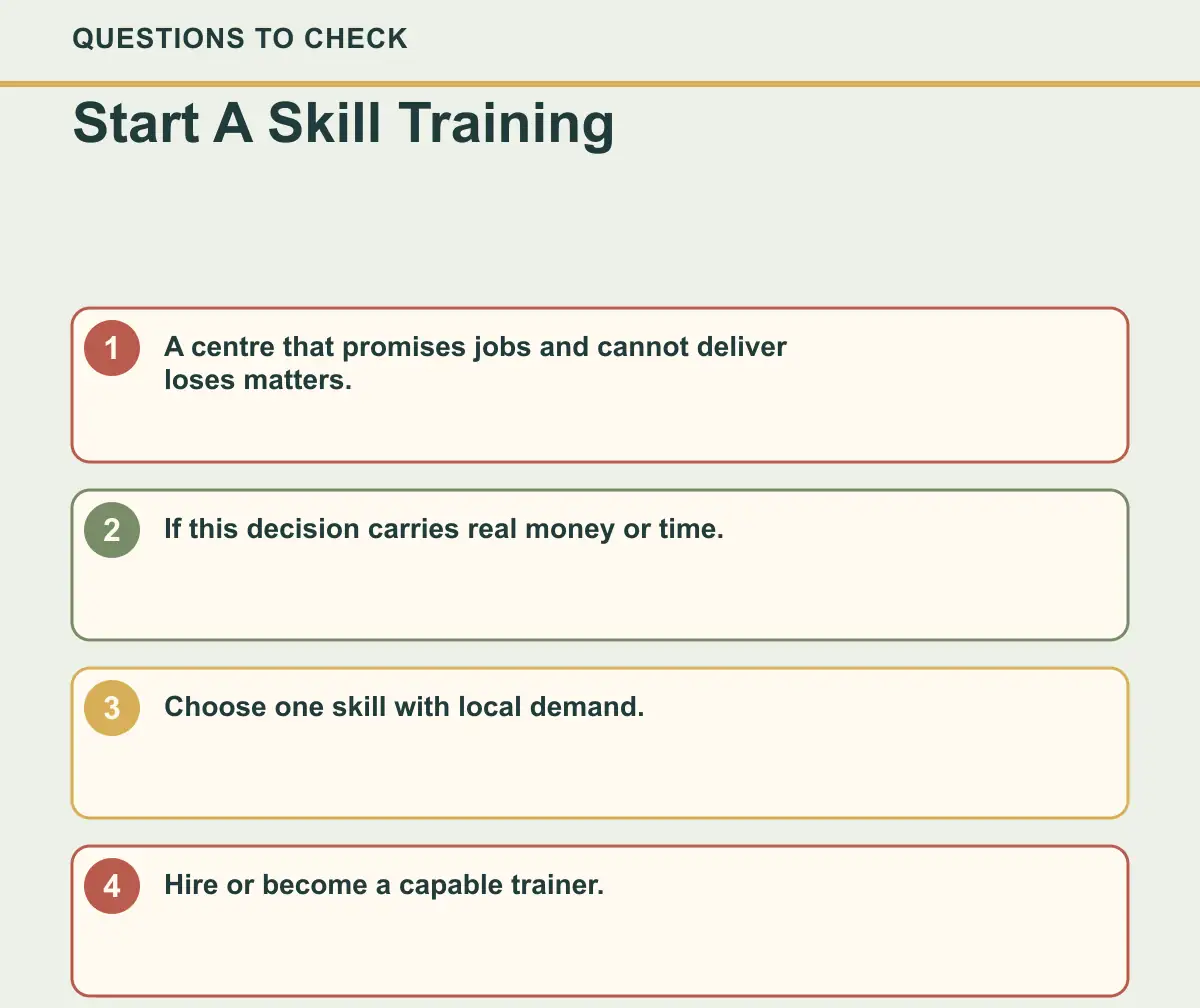 QUESTIONS TO CHECK
Start A Skill Training
1
A centre that promises jobs and cannot deliver
loses matters.
2
If this decision carries real money or time.
3
Choose one skill with local demand.
4
Hire or become a capable trainer.